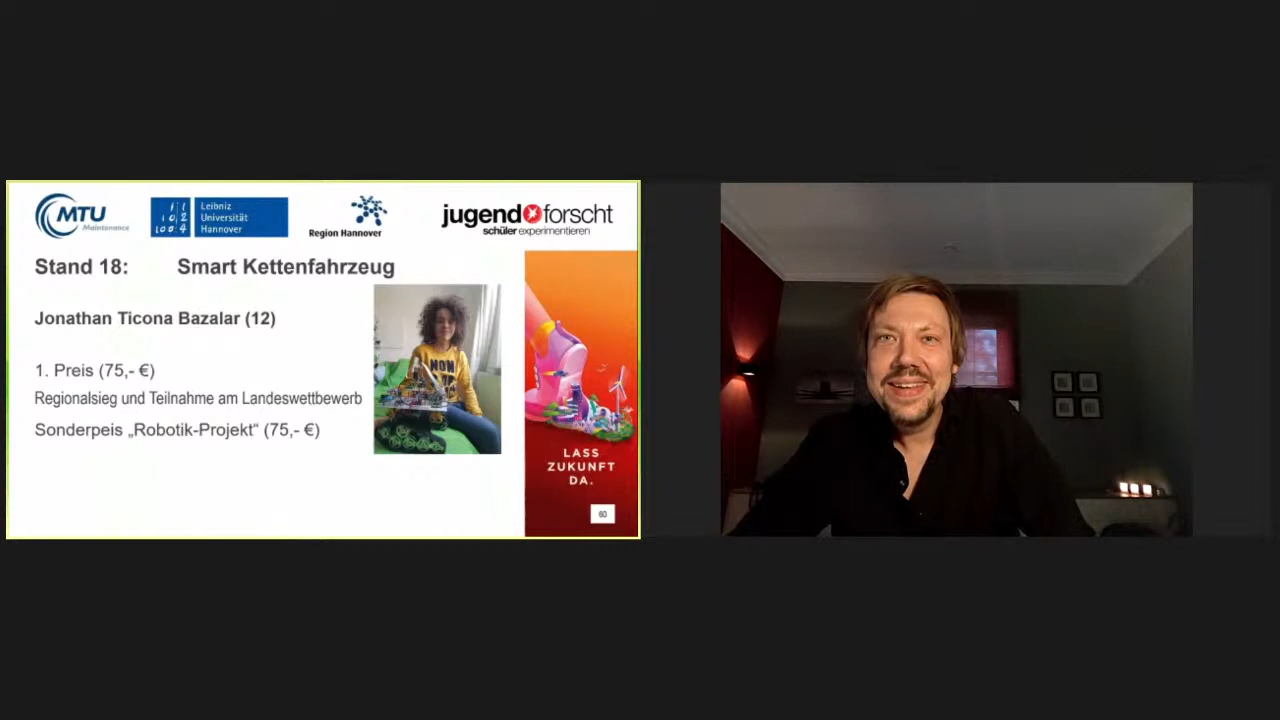 MTU
Maintenance
Leibniz
Universität
Hannover
Region Hannover
jugend forscht
schüler experimentieren
Stand 18: Smart Kettenfahrzeug
Jonathan Ticona Bazalar (12)
1. Preis (75,- €)
Regionalsieg und Teilnahme am Landeswettbewerb
Sonderpeis „Robotik-Projekt“ (75,- €)
NON
LASS
ZUKUNFT
DA.
60